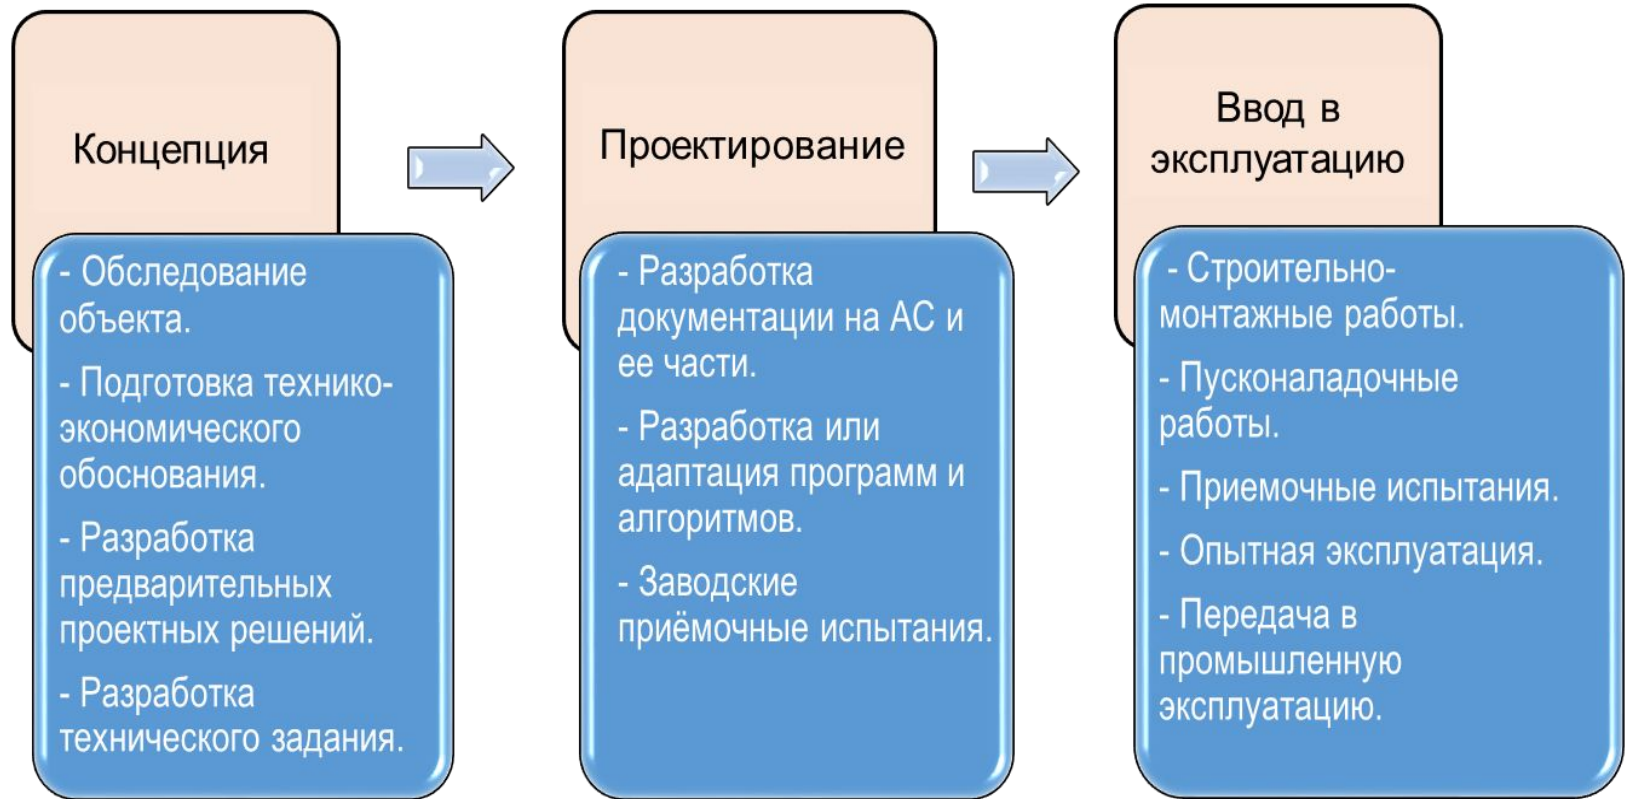 Концепция
- Обследование
объекта.
- Подготовка технико-
экономического
обоснования.
- Разработка
предварительных
проектных решений.
- Разработка
технического задания.
Проектирование
- Разработка
документации на АС и
ее части.
- Разработка или
адаптация программ и
алгоритмов.
- Заводские
приёмочные испытания.
Ввод в
эксплуатацию
- Строительно-
монтажные работы.
- Пусконаладочные
работы.
- Приемочные испытания.
- Опытная эксплуатация.
- Передача в
промышленную
эксплуатацию.